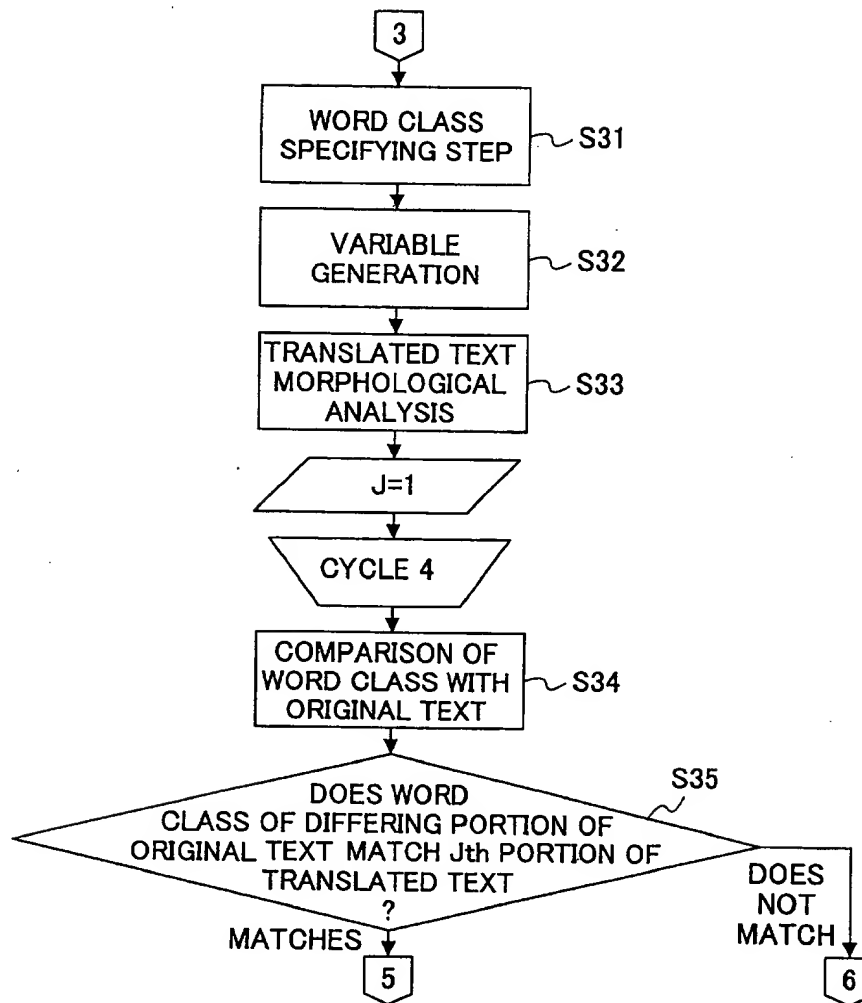 3
WORD CLASS
SPECIFYING STEP
S31
VARIABLE
GENERATION
S32
TRANSLATED TEXT
MORPHOLOGICAL
ANALYSIS
S33
J=1
CYCLE 4
COMPARISON OF
WORD CLASS WITH
ORIGINAL TEXT
S34
S35
DOES WORD
CLASS OF DIFFERING PORTION OF
ORIGINAL TEXT MATCH Jth PORTION OF
TRANSLATED TEXT
?
MATCHES
DOES
NOT
MATCH
5
6